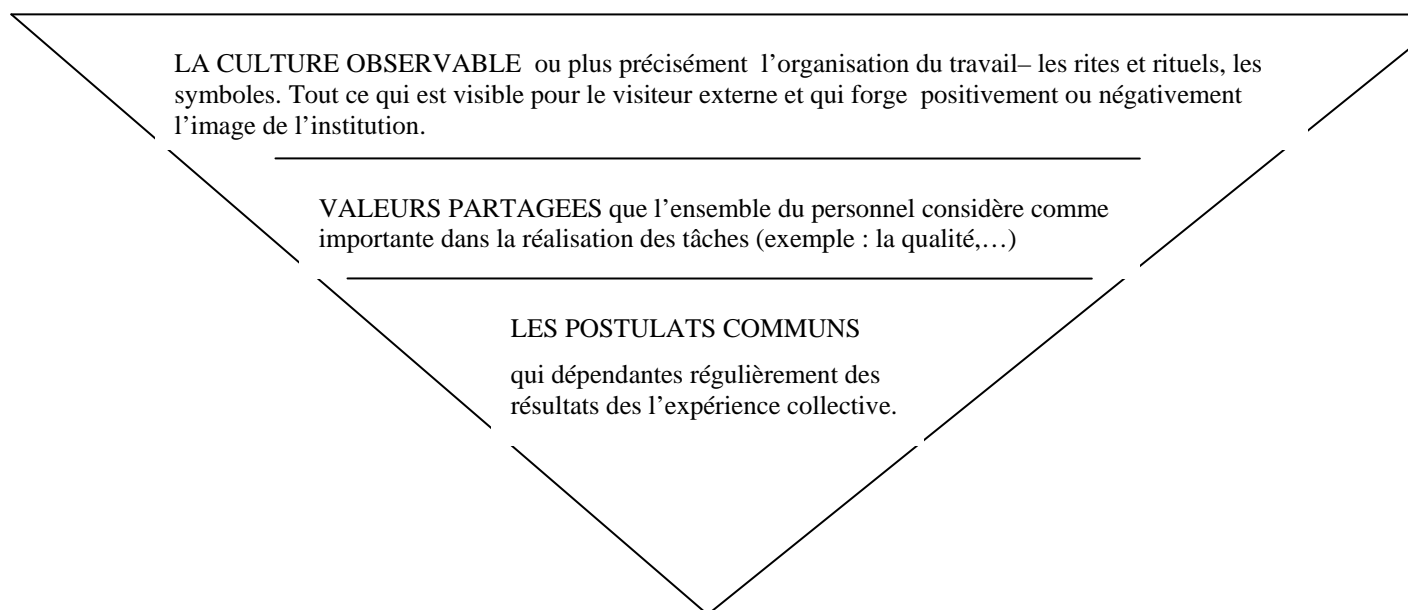 LA CULTURE OBSERVABLE ou plus précisément l’organisation du travail– les rites et rituels, les
symboles. Tout ce qui est visible pour le visiteur externe et qui forge positivement ou négativement
l’image de l’institution.
VALEURS PARTAGEES que l’ensemble du personnel considère comme
importante dans la réalisation des tâches (exemple : la qualité,…)
LES POSTULATS COMMUNS
qui dépendantes régulièrement des
résultats des l’expérience collective.